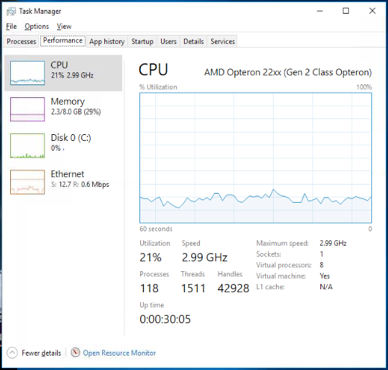 Task Manager
File Options View
Processes Performance App history Startup Users Details Services
CPU
21% 2.99 GHz
Memory
2.3/8.0 GB (29%)
Disk 0 (C:)
0%
Ethernet
S: 12.7 R: 0.6 Mbps
CPU AMD Opteron 22xx (Gen 2 Class Opteron)
% Utilization 100%
60 seconds 0
Utilization Speed
21% 2.99 GHz
Processes Threads Handles
118 1511 42928
Up time
0:00:30:05
Maximum speed: 2.99 GHz
Sockets: 1
Virtual processors: 8
Virtual machine: Yes
L1 cache: N/A
Fewer details Open Resource Monitor